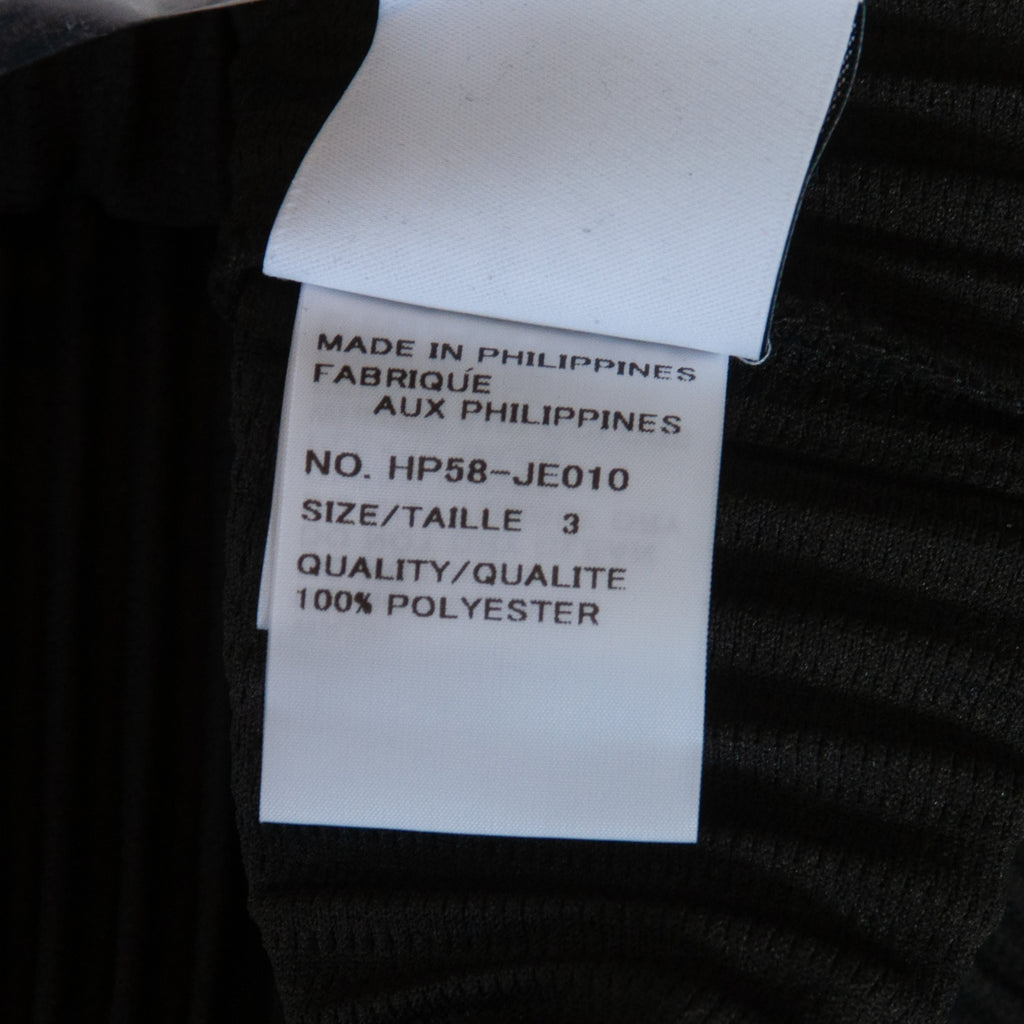 MADE IN PHILIPPINES
FABRIQUÉ
AUX PHILIPPINES
NO. HP58-JE010
SIZE/TAILLE 3
QUALITY/QUALITE
100% POLYESTER